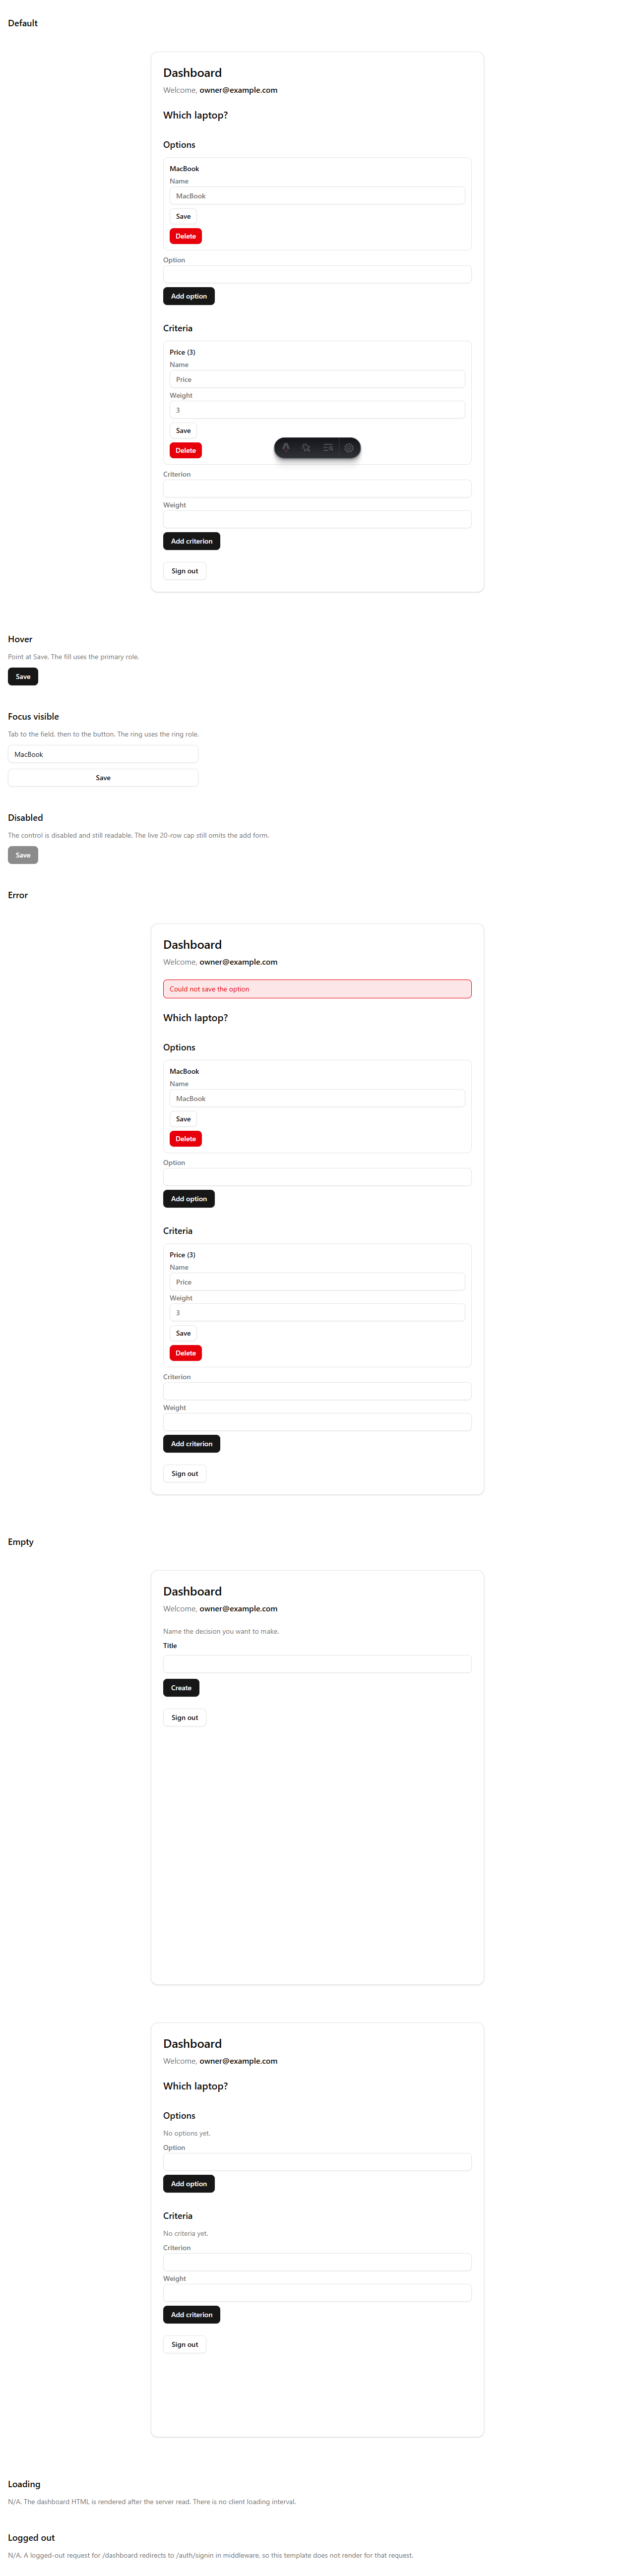 Default
Dashboard
Welcome, owner@example.com
Which laptop?
Options
MacBook
Name
MacBook
Save
Delete
Option
Add option
Criteria
Price (3)
Name
Price
Weight
3
Save
Delete
Criterion
Weight
Add criterion
Sign out
Hover
Point at Save. The fill uses the primary role.
Save
Focus visible
Tab to the field, then to the button. The ring uses the ring role.
MacBook
Save
Disabled
The control is disabled and still readable. The live 20-row cap still omits the add form.
Save
Error
Dashboard
Welcome, owner@example.com
Could not save the option
Which laptop?
Options
MacBook
Name
MacBook
Save
Delete
Option
Add option
Criteria
Price (3)
Name
Price
Weight
3
Save
Delete
Criterion
Weight
Add criterion
Sign out
Empty
Dashboard
Welcome, owner@example.com
Name the decision you want to make.
Title
Create
Sign out
Dashboard
Welcome, owner@example.com
Which laptop?
Options
No options yet.
Option
Add option
Criteria
No criteria yet.
Criterion
Weight
Add criterion
Sign out
Loading
N/A. The dashboard HTML is rendered after the server read. There is no client loading interval.
Logged out
N/A. A logged-out request for /dashboard redirects to /auth/signin in middleware, so this template does not render for that request.